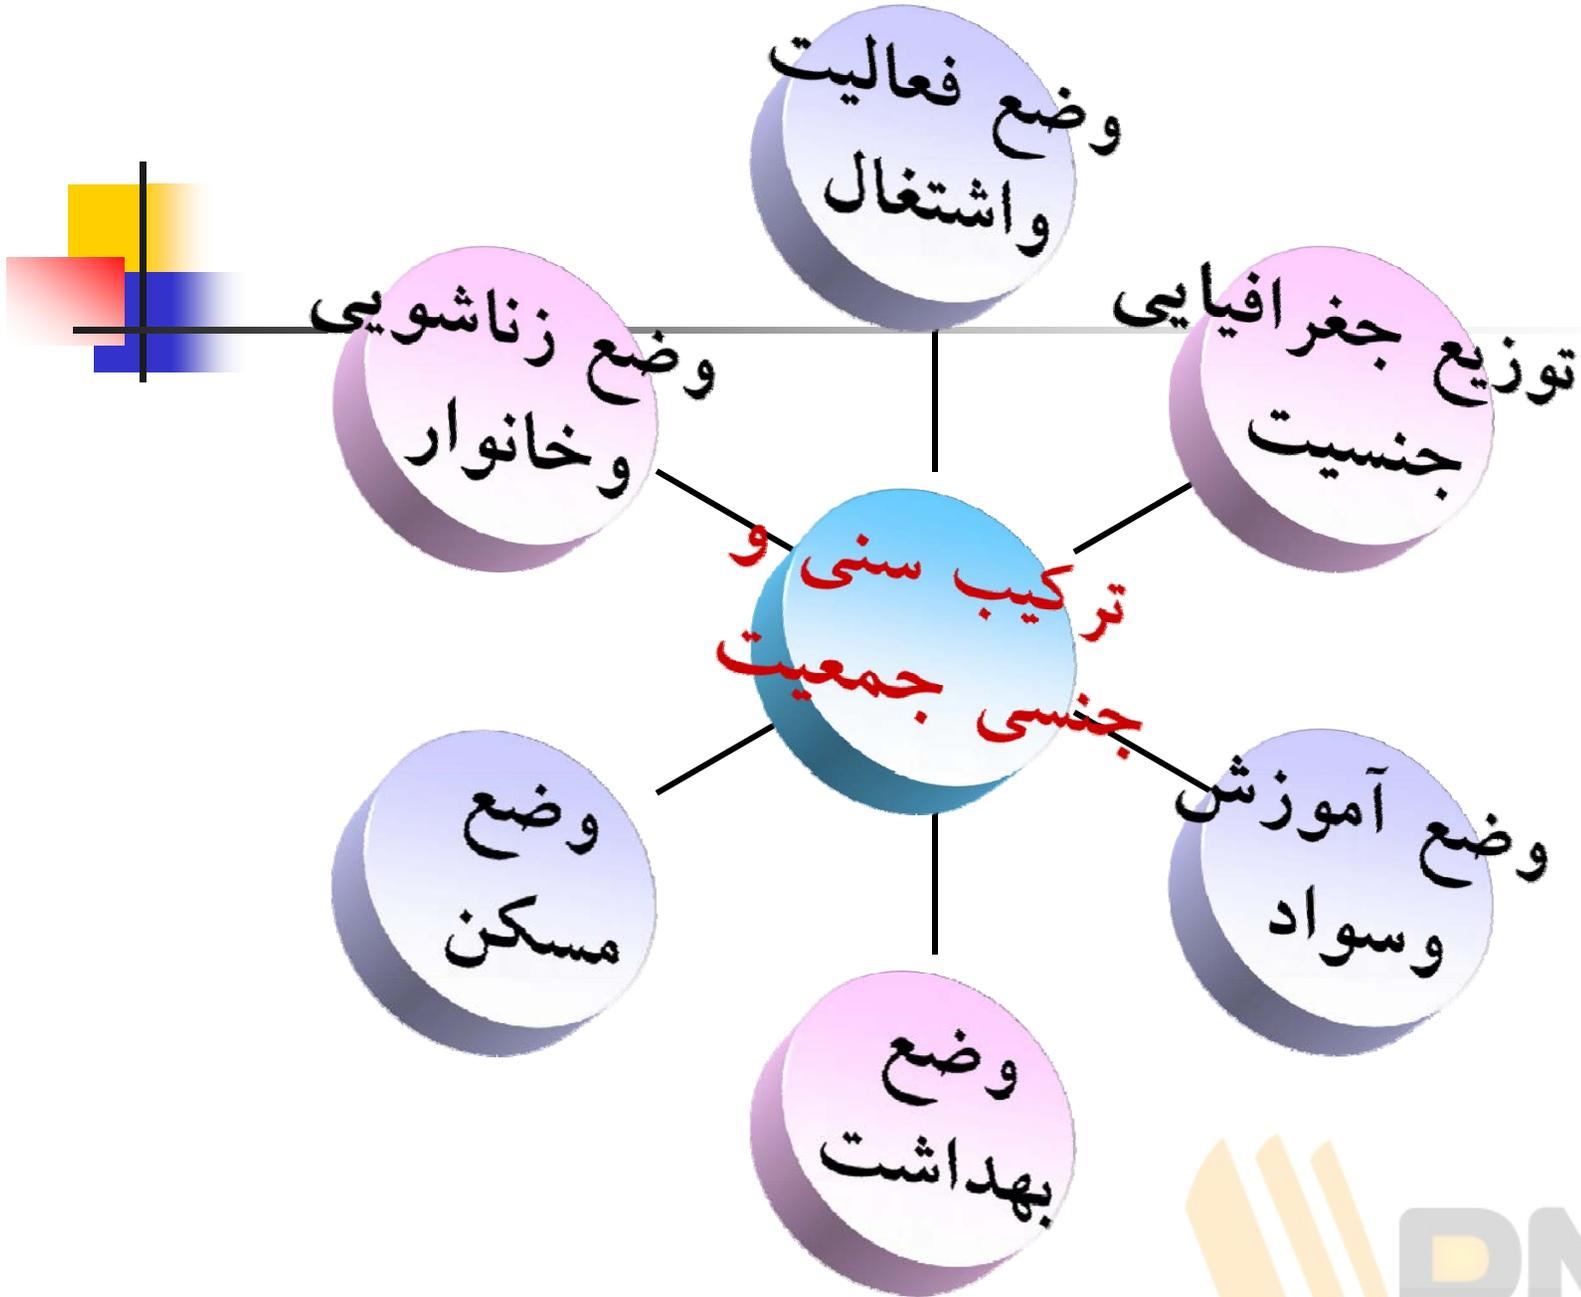 وضع فعالیت
واشتغال
توزیع جغرافیایی
جنسیت
وضع زناشویی
وخانوار
ترکیب سنی و
جنسی جمعیت
وضع آموزش
وسواد
وضع
مسکن
وضع
بهداشت